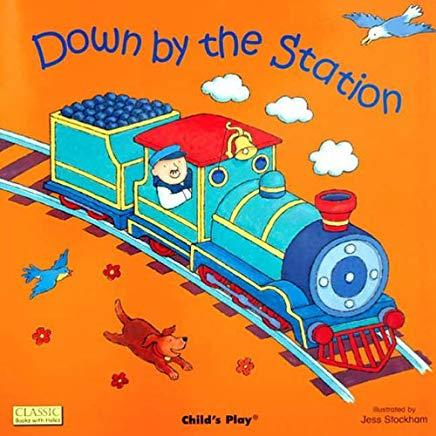 Down by the Station
CLASSIC
Books with Holes
Child's Play®
illustrated by
Jess Stockham